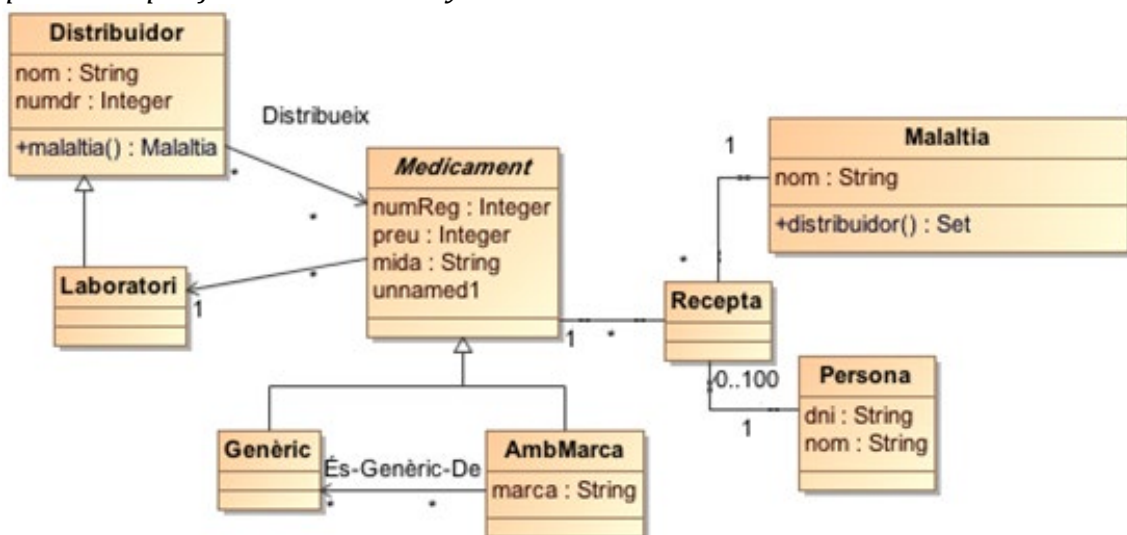 Distribuidor
nom : String
numdr : Integer
+malaltia() : Malaltia
Distribueix
*
*
Medicament
numReg : Integer
preu : Integer
mida : String
unnamed1
1
Malaltia
nom : String
+distribuidor() : Set
Laboratori
1
*
*
Recepta
1
*
0..100
1
Persona
dni : String
nom : String
Genèric
És-Genèric-De
*
*
AmbMarca
marca : String